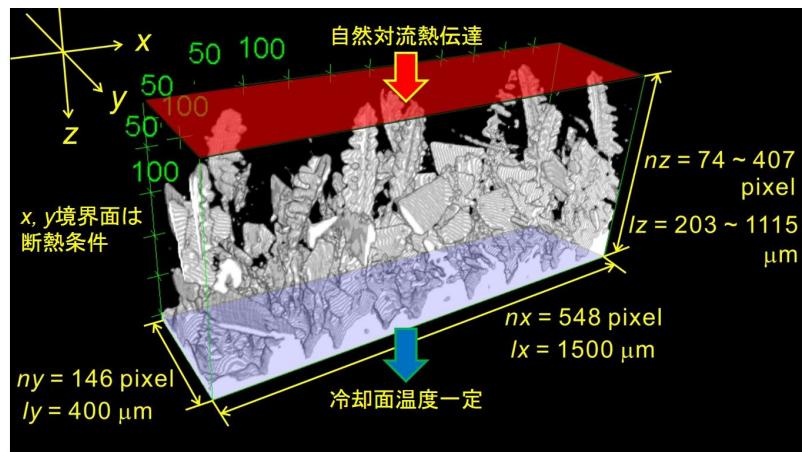 x
50
100
y
z
50
100
50
100
自然対流熱伝達
x, y境界面は
断熱条件
nz = 74 ~ 407
pixel
lz = 203 ~ 1115
μm
nx = 548 pixel
lx = 1500 μm
ny = 146 pixel
ly = 400 μm
冷却面温度一定